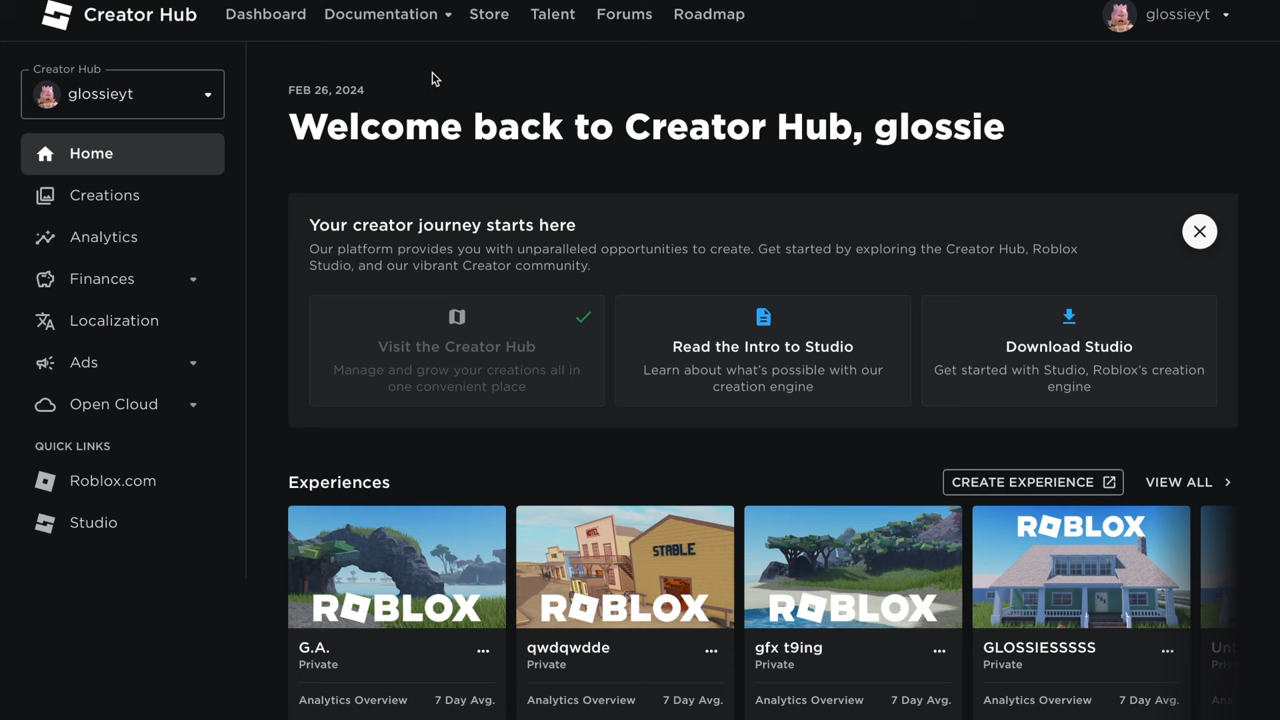 Creator Hub Dashboard Documentation Store Talent Forums Roadmap glossieyt
Creator Hub
glossieyt
Home
Creations
Analytics
Finances
Localization
Ads
Open Cloud
QUICK LINKS
Roblox.com
Studio
FEB 26, 2024
Welcome back to Creator Hub, glossie
Your creator journey starts here
Our platform provides you with unparalleled opportunities to create. Get started by exploring the Creator Hub, Roblox
Studio, and our vibrant Creator community.
Visit the Creator Hub
Manage and grow your creations all in
one convenient place
Read the Intro to Studio
Learn about what's possible with our
creation engine
Download Studio
Get started with Studio, Roblox's creation
engine
Experiences
CREATE EXPERIENCE
VIEW ALL
ROBLOX
G.A.
Private
Analytics Overview 7 Day Avg.
HOTEL
STABLE
ROBLOX
qwdqwdde
Private
Analytics Overview 7 Day Avg.
ROBLOX
gfx t9ing
Private
Analytics Overview 7 Day Avg.
ROBLOX
GLOSSIESSSSS
Private
Analytics Overview 7 Day Avg.